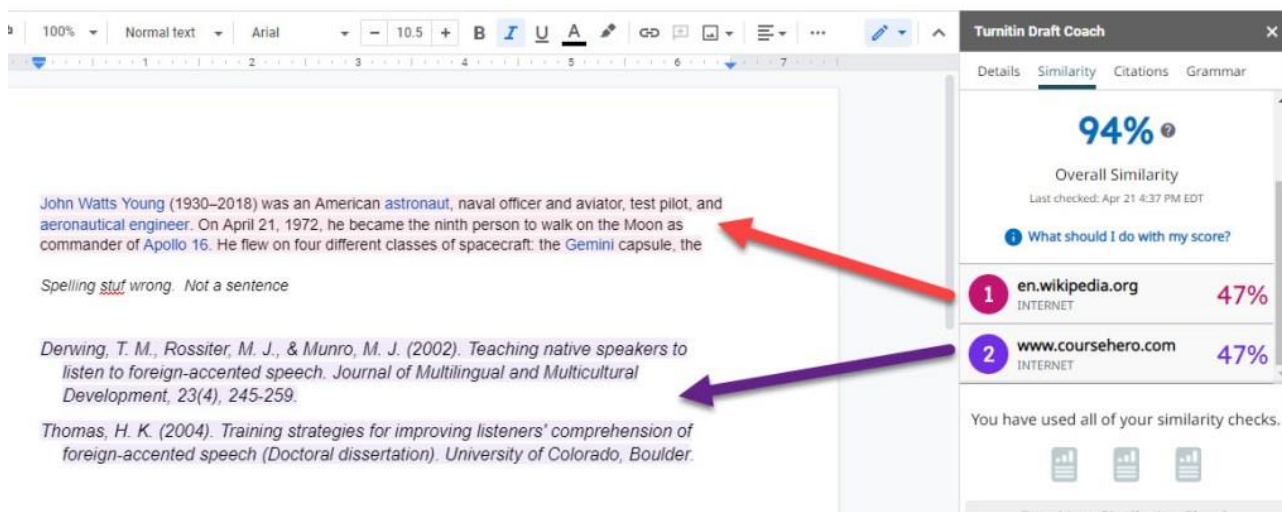 100% Normal text Arial − 10.5 + B I U A
1 2 3 4 5 6 7
John Watts Young (1930–2018) was an American astronaut, naval officer and aviator, test pilot, and
aeronautical engineer. On April 21, 1972, he became the ninth person to walk on the Moon as
commander of Apollo 16. He flew on four different classes of spacecraft: the Gemini capsule, the
Spelling stuf wrong. Not a sentence
Derwing, T. M., Rossiter, M. J., & Munro, M. J. (2002). Teaching native speakers to
listen to foreign-accented speech. Journal of Multilingual and Multicultural
Development, 23(4), 245-259.
Thomas, H. K. (2004). Training strategies for improving listeners' comprehension of
foreign-accented speech (Doctoral dissertation). University of Colorado, Boulder.
Turnitin Draft Coach
Details Similarity Citations Grammar
94%
Overall Similarity
Last checked: Apr 21 4:37 PM EDT
What should I do with my score?
1 en.wikipedia.org 47%
INTERNET
2 www.coursehero.com 47%
INTERNET
You have used all of your similarity checks.